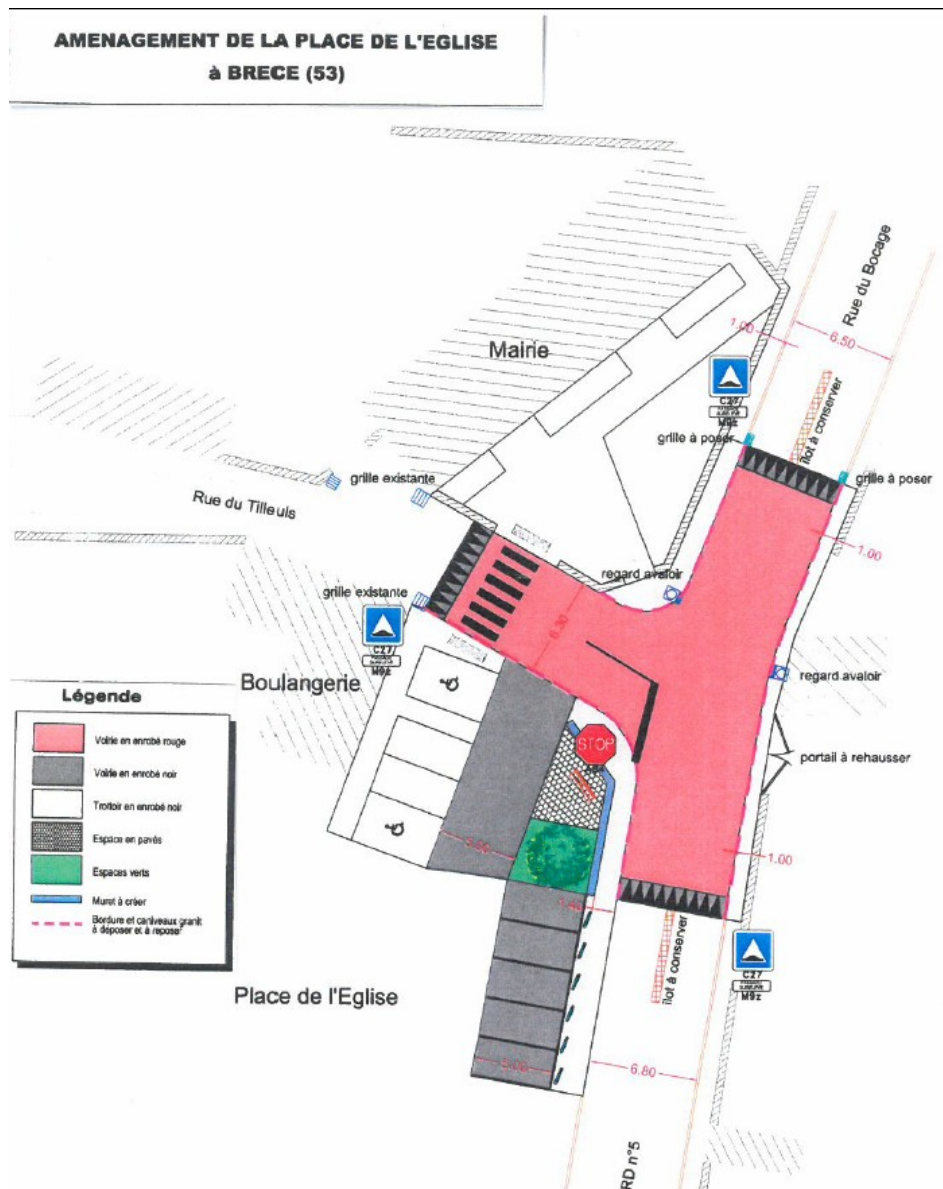 AMENAGEMENT DE LA PLACE DE L'EGLISE
à BRECE (53)
Rue du Bocage
1.00
6.50
Mairie
C27
M9z
îlot à conserver
grille à poser
grille à poser
grille existante
Rue du Tilleuls
1.00
regard avaloir
grille existante
6.30
C27
M9z
Boulangerie
regard avaloir
STOP
portail à rehausser
Légende
Voirie en enrobé rouge
Voirie en enrobé noir
Trottoir en enrobé noir
Espace en pavés
Espaces verts
Muret à créer
Bordure et caniveaux granit
à déposer et à reposer
1.00
1.40
îlot à conserver
C27
M9z
Place de l'Eglise
6.80
RD n°5